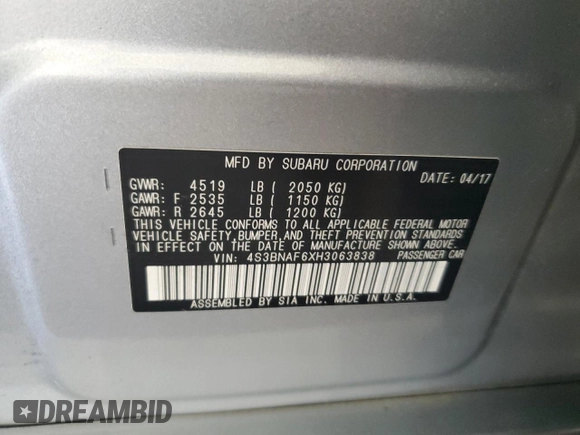 MFD BY SUBARU CORPORATION
DATE: 04/17
GVWR: 4519 LB ( 2050 KG)
GAWR: F 2535 LB ( 1150 KG)
GAWR: R 2645 LB ( 1200 KG)
THIS VEHICLE CONFORMS TO ALL APPLICABLE FEDERAL MOTOR
VEHICLE SAFETY, BUMPER AND THEFT PREVENTION STANDARDS
IN EFFECT ON THE DATE OF MANUFACTURE SHOWN ABOVE.
VIN: 4S3BNAF6XH3063838 PASSENGER CAR
ASSEMBLED BY SIA INC. MADE IN U.S.A.
DREAMBID